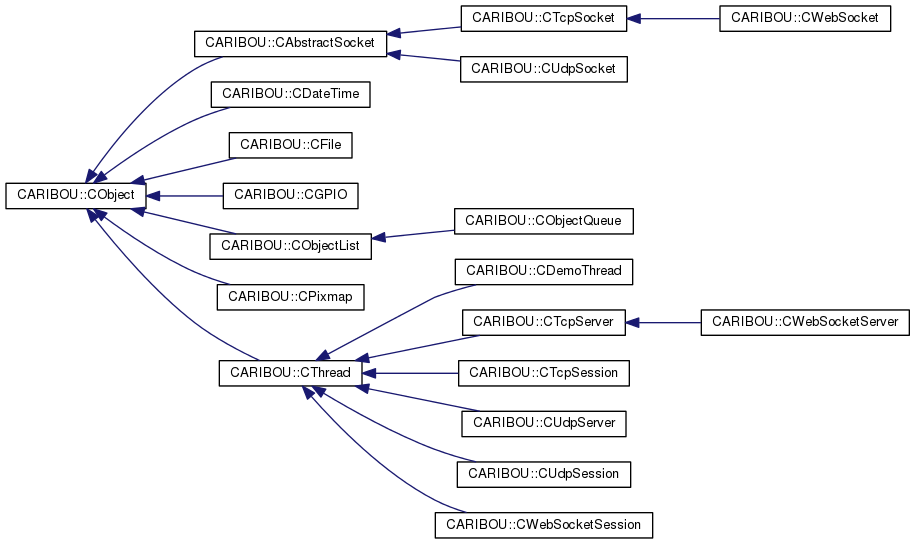 CARIBOU::CTcpSocket
CARIBOU::CWebSocket
CARIBOU::CAbstractSocket
CARIBOU::CUdpSocket
CARIBOU::CDateTime
CARIBOU::CFile
CARIBOU::CObject
CARIBOU::CGPIO
CARIBOU::CObjectQueue
CARIBOU::CObjectList
CARIBOU::CDemoThread
CARIBOU::CPixmap
CARIBOU::CTcpServer
CARIBOU::CWebSocketServer
CARIBOU::CThread
CARIBOU::CTcpSession
CARIBOU::CUdpServer
CARIBOU::CUdpSession
CARIBOU::CWebSocketSession